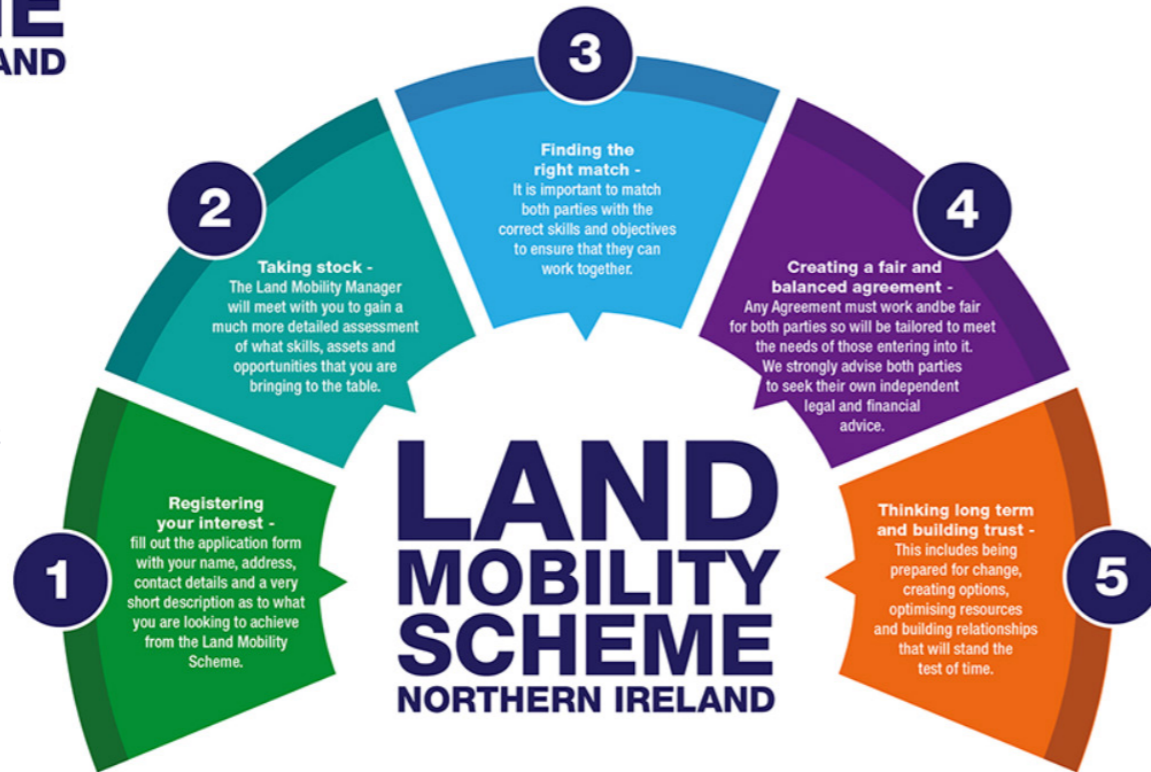 LAND
1
Registering
your interest -
fill out the application form
with your name, address,
contact details and a very
short description as to what
you are looking to achieve
from the Land Mobility
Scheme.
2
Taking stock -
The Land Mobility Manager
will meet with you to gain a
much more detailed assessment
of what skills, assets and
opportunities that you are
bringing to the table.
3
Finding the
right match -
It is important to match
both parties with the
correct skills and objectives
to ensure that they can
work together.
4
Creating a fair and
balanced agreement -
Any Agreement must work andbe fair
for both parties so will be tailored to meet
the needs of those entering into it.
We strongly advise both parties
to seek their own independent
legal and financial
advice.
5
Thinking long term
and building trust -
This includes being
prepared for change,
creating options,
optimising resources
and building relationships
that will stand the
test of time.
LAND
MOBILITY
SCHEME
NORTHERN IRELAND